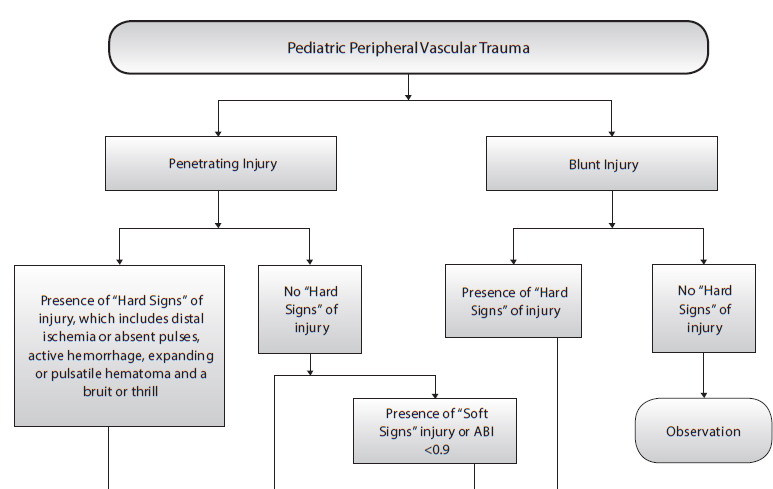 Pediatric Peripheral Vascular Trauma
Penetrating Injury
Blunt Injury
Presence of “Hard Signs” of
injury, which includes distal
ischemia or absent pulses,
active hemorrhage, expanding
or pulsatile hematoma and a
bruit or thrill
No “Hard
Signs” of
injury
Presence of “Hard
Signs” of injury
No “Hard
Signs” of
injury
Presence of “Soft
Signs” injury or ABI
<0.9
Observation